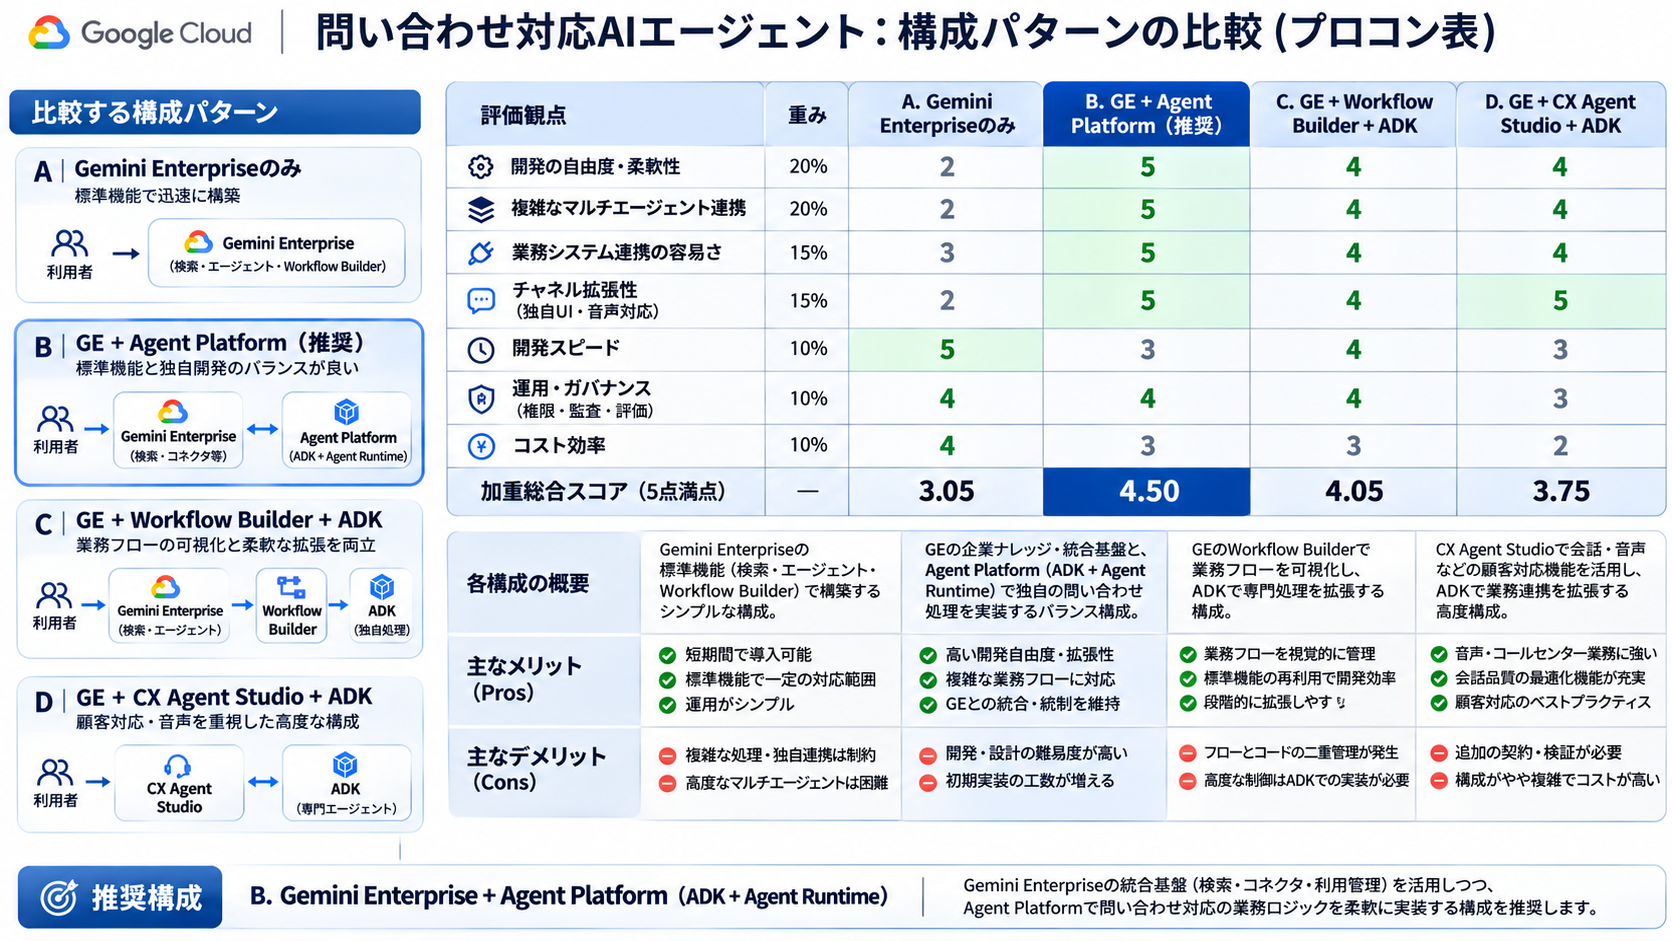 Google Cloud
問い合わせ対応AIエージェント：構成パターンの比較 (プロコン表)
比較する構成パターン
A Gemini Enterpriseのみ
標準機能で迅速に構築
利用者
Gemini Enterprise
（検索・エージェント・Workflow Builder）
B GE + Agent Platform（推奨）
標準機能と独自開発のバランスが良い
利用者
Gemini Enterprise
（検索・コネクタ等）
Agent Platform
（ADK + Agent Runtime）
C GE + Workflow Builder + ADK
業務フローの可視化と柔軟な拡張を両立
利用者
Gemini Enterprise
（検索・エージェント）
Workflow
Builder
ADK
（独自処理）
D GE + CX Agent Studio + ADK
顧客対応・音声を重視した高度な構成
利用者
CX Agent
Studio
ADK
（専門エージェント）
評価観点 重み A. Gemini Enterpriseのみ B. GE + Agent Platform（推奨） C. GE + Workflow Builder + ADK D. GE + CX Agent Studio + ADK
開発の自由度・柔軟性 20% 2 5 4 4
複雑なマルチエージェント連携 20% 2 5 4 4
業務システム連携の容易さ 15% 3 5 4 4
チャネル拡張性（独自UI・音声対応） 15% 2 5 4 5
開発スピード 10% 5 3 4 3
運用・ガバナンス（権限・監査・評価） 10% 4 4 4 3
コスト効率 10% 4 3 3 2
加重総合スコア（5点満点） — 3.05 4.50 4.05 3.75
各構成の概要
Gemini Enterpriseの
標準機能（検索・エージェント・
Workflow Builder）で構築する
シンプルな構成。
GEの企業ナレッジ・統合基盤と、
Agent Platform（ADK + Agent
Runtime）で独自の問い合わせ
処理を実装するバランス構成。
GEのWorkflow Builderで
業務フローを可視化し、
ADKで専門処理を拡張する
構成。
CX Agent Studioで会話・音声
などの顧客対応機能を活用し、
ADKで業務連携を拡張する
高度構成。
主なメリット
（Pros）
短期間で導入可能
標準機能で一定の対応範囲
運用がシンプル
高い開発自由度・拡張性
複雑な業務フローに対応
GEとの統合・統制を維持
業務フローを視覚的に管理
標準機能の再利用で開発効率
段階的に拡張しやす
音声・コールセンター業務に強い
会話品質の最適化機能が充実
顧客対応のベストプラクティス
主なデメリット
（Cons）
複雑な処理・独自連携は制約
高度なマルチエージェントは困難
開発・設計の難易度が高い
初期実装の工数が増える
フローとコードの二重管理が発生
高度な制御はADKでの実装が必要
追加の契約・検証が必要
構成がやや複雑でコストが高い
推奨構成
B. Gemini Enterprise + Agent Platform（ADK + Agent Runtime）
Gemini Enterpriseの統合基盤（検索・コネクタ・利用管理）を活用しつつ、
Agent Platformで問い合わせ対応の業務ロジックを柔軟に実装する構成を推奨します。